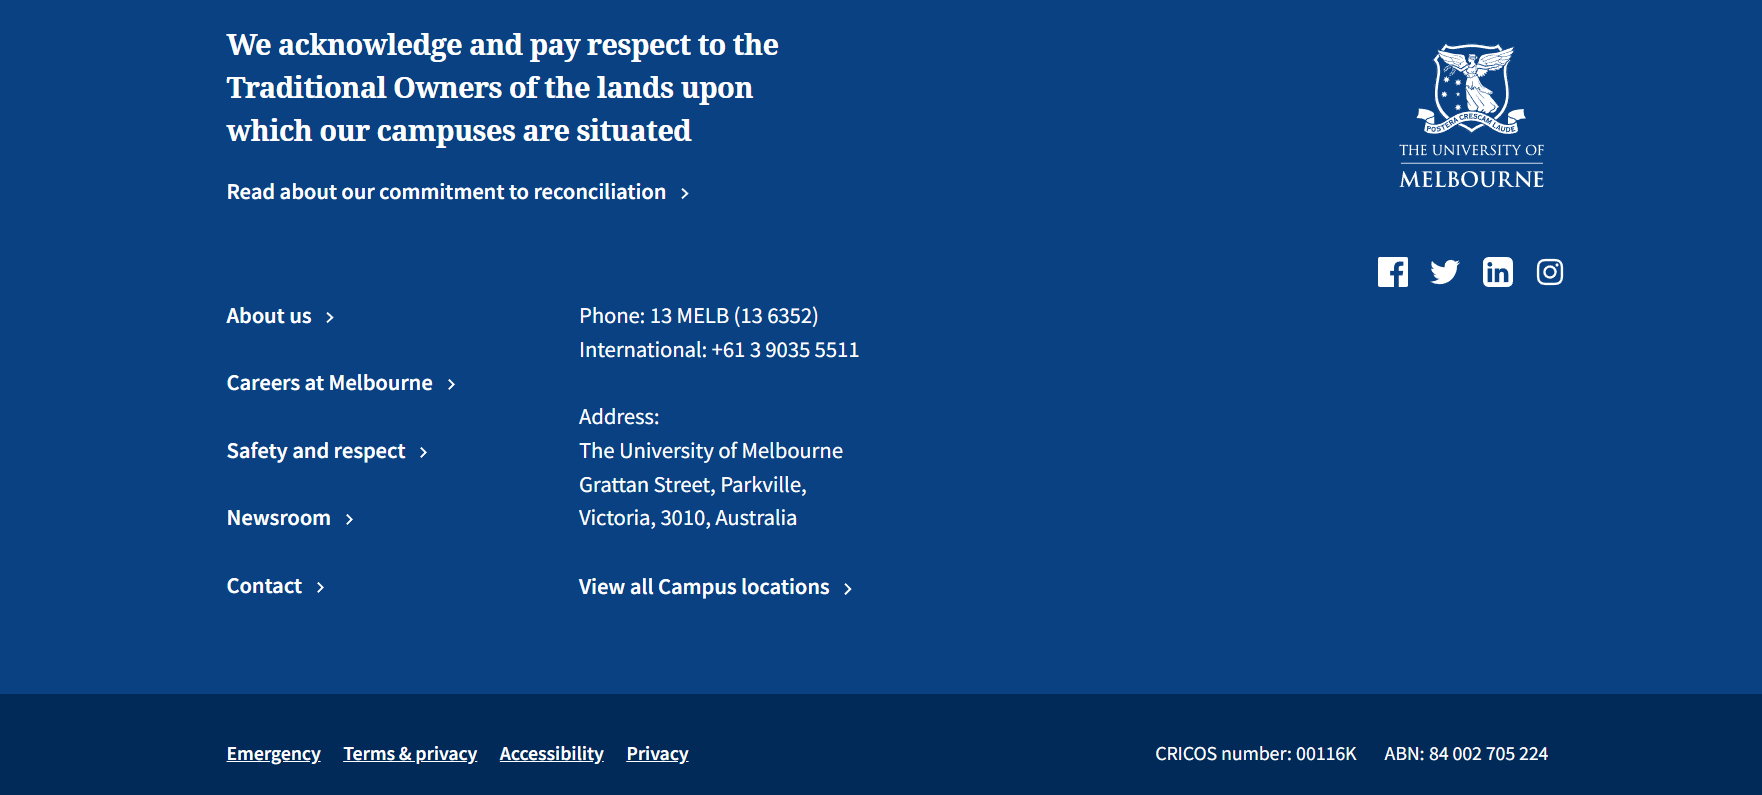 We acknowledge and pay respect to the
Traditional Owners of the lands upon
which our campuses are situated
Read about our commitment to reconciliation
POSTERA CRESCAM LAUDE
THE UNIVERSITY OF
MELBOURNE
About us
Careers at Melbourne
Safety and respect
Newsroom
Contact
Phone: 13 MELB (13 6352)
International: +61 3 9035 5511
Address:
The University of Melbourne
Grattan Street, Parkville,
Victoria, 3010, Australia
View all Campus locations
Emergency Terms & privacy Accessibility Privacy
CRICOS number: 00116K ABN: 84 002 705 224